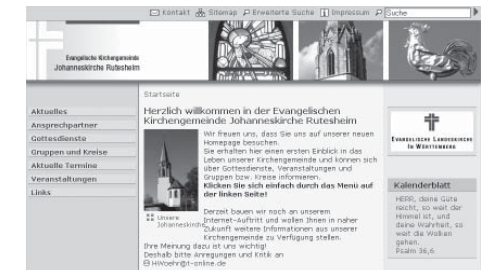 Kontakt Sitemap Erweiterte Suche Impressum Suche
Evangelische Kirchengemeinde
Johanneskirche Rutesheim
Startseite
Aktuelles
Ansprechpartner
Gottesdienste
Gruppen und Kreise
Aktuelle Termine
Veranstaltungen
Links
Herzlich willkommen in der Evangelischen
Kirchengemeinde Johanneskirche Rutesheim
Wir freuen uns, dass Sie uns auf unserer neuen
Homepage besuchen.
Sie erhalten hier einen ersten Einblick in das
Leben unserer Kirchengemeinde und können sich
über Gottesdienste, Veranstaltungen und
Gruppen bzw. Kreise informieren.
Klicken Sie sich einfach durch das Menü auf
der linken Seite!
Unsere
Johanneskirche
Derzeit bauen wir noch an unserem
Internet-Auftritt und wollen Ihnen in naher
Zukunft weitere Informationen aus unserer
Kirchengemeinde zu Verfügung stellen.
Ihre Meinung dazu ist uns wichtig!
Deshalb bitte Anregungen und Kritik an
HWoehr@t-online.de
Evangelische Landeskirche
In Württemberg
Kalenderblatt
HERR, deine Güte
reicht, so weit der
Himmel ist, und
deine Wahrheit, so
weit die Wolken
gehen.
Psalm 36,6